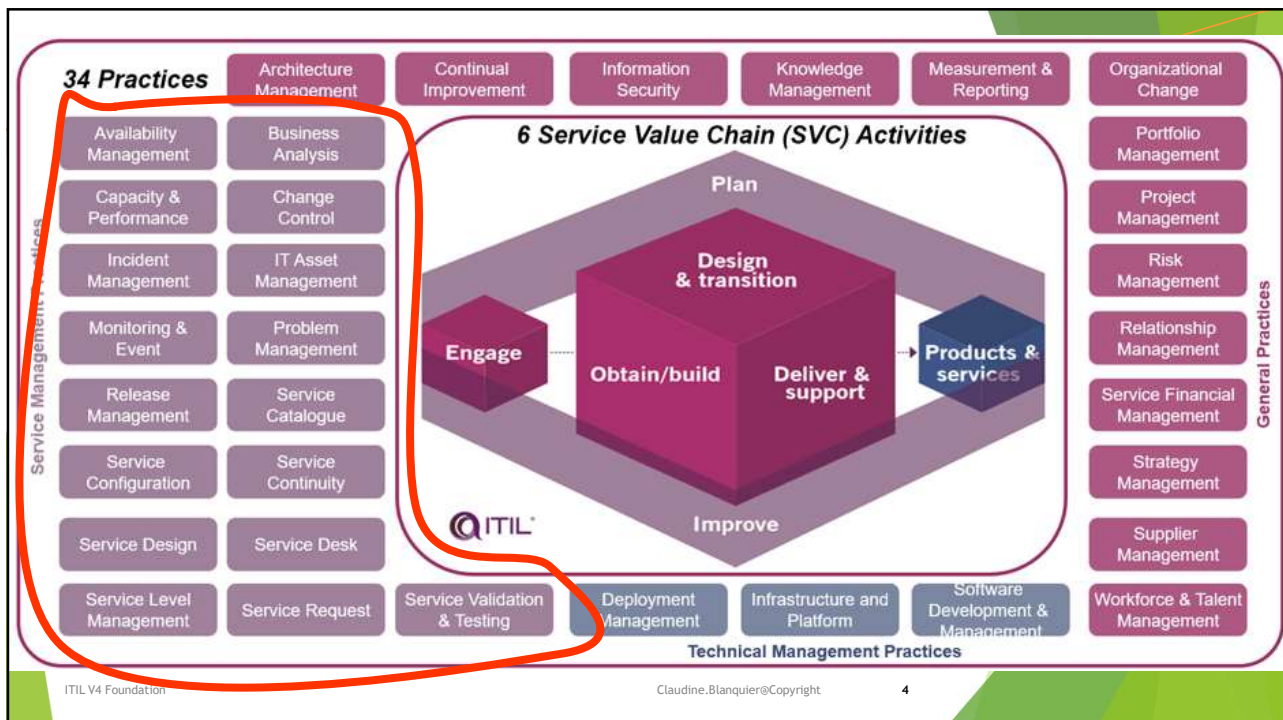 34 Practices
Architecture
Management
Continual
Improvement
Information
Security
Knowledge
Management
Measurement &
Reporting
Organizational
Change
Availability
Management
Business
Analysis
Capacity &
Performance
Change
Control
Incident
Management
IT Asset
Management
Monitoring &
Event
Problem
Management
Release
Management
Service
Catalogue
Service
Configuration
Service
Continuity
Service Design
Service Desk
Service Level
Management
Service Request
Service Validation
& Testing
Service Management Practices
6 Service Value Chain (SVC) Activities
Plan
Design
& transition
Engage
Obtain/build
Deliver &
support
Products &
services
Improve
ITIL®
Portfolio
Management
Project
Management
Risk
Management
Relationship
Management
Service Financial
Management
Strategy
Management
Supplier
Management
Workforce & Talent
Management
General Practices
Deployment
Management
Infrastructure and
Platform
Software
Development &
Management
Technical Management Practices
ITIL V4 Foundation
Claudine.Blanquier@Copyright
4